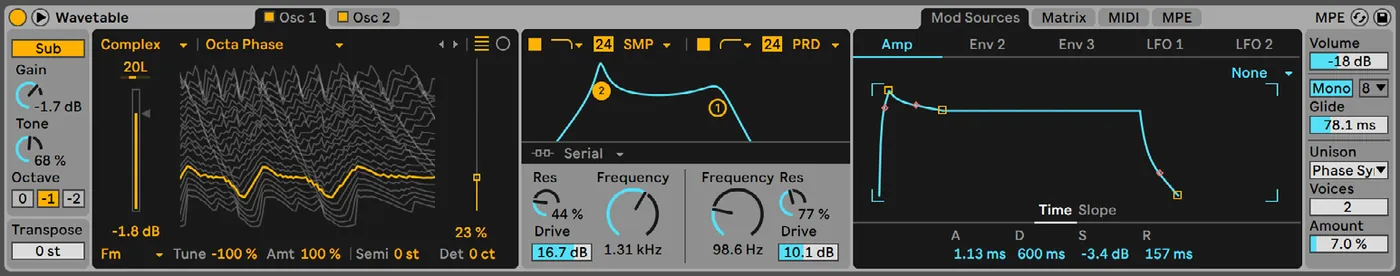 Wavetable
Osc 1
Osc 2
Mod Sources
Matrix
MIDI
MPE
MPE
Sub
Gain
-1.7 dB
Tone
68 %
Octave
0 -1 -2
Transpose
0 st
Complex
Octa Phase
20L
-1.8 dB
23 %
Fm
Tune -100 %
Amt 100 %
Semi 0 st
Det 0 ct
24 SMP
24 PRD
2
1
Serial
Res
44 %
Frequency
1.31 kHz
Drive
16.7 dB
Frequency
98.6 Hz
Res
77 %
Drive
10.1 dB
Amp
Env 2
Env 3
LFO 1
LFO 2
None
Time Slope
A D S R
1.13 ms 600 ms -3.4 dB 157 ms
Volume
-18 dB
Mono 8
Glide
78.1 ms
Unison
Phase Sy
Voices
2
Amount
7.0 %